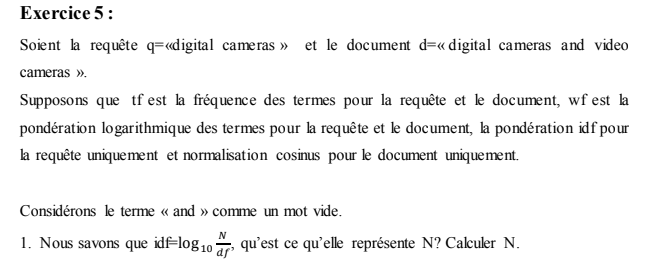 Exercice 5 :
Soient la requête q=«digital cameras » et le document d=« digital cameras and video
cameras ».
Supposons que tf est la fréquence des termes pour la requête et le document, wf est la
pondération logarithmique des termes pour la requête et le document, la pondération idf pour
la requête uniquement et normalisation cosinus pour le document uniquement.
Considérons le terme « and » comme un mot vide.
1. Nous savons que idf=log₁₀ N/df, qu’est ce qu’elle représente N? Calculer N.